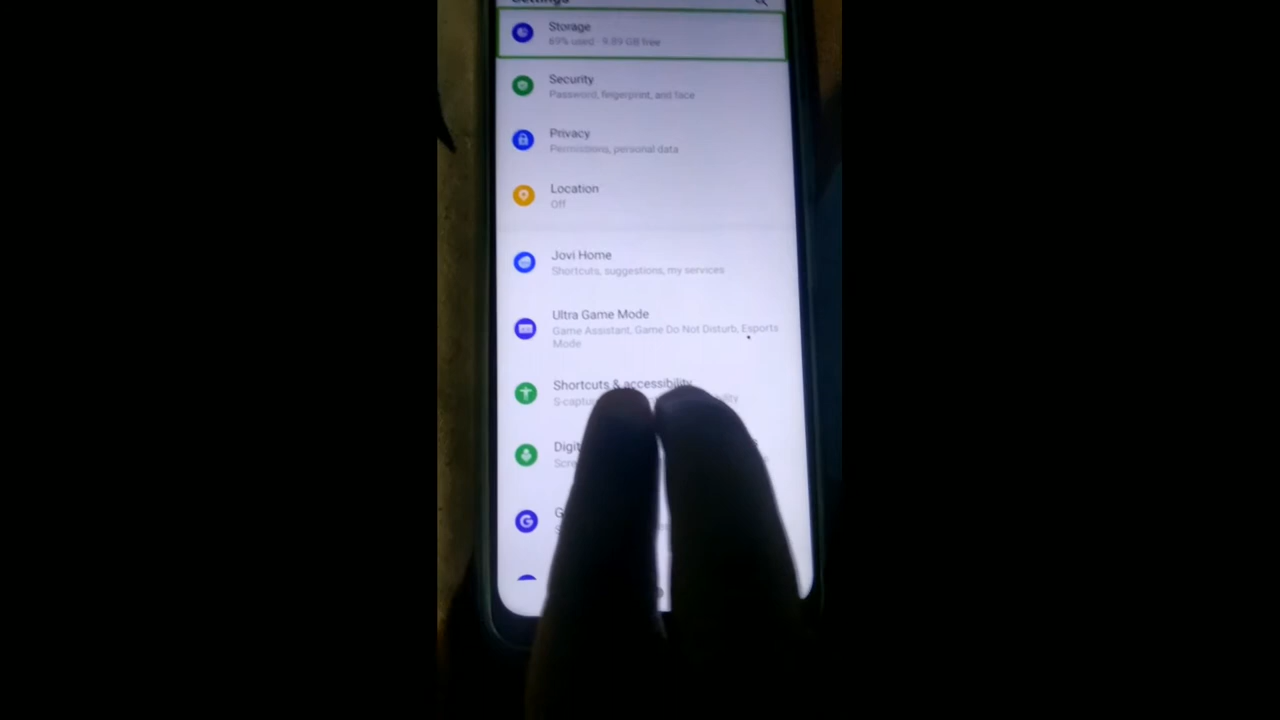 Settings
Storage
69% used - 9.89 GB free
Security
Password, fingerprint, and face
Privacy
Permissions, personal data
Location
Off
Jovi Home
Shortcuts, suggestions, my services
Ultra Game Mode
Game Assistant, Game Do Not Disturb, Esports
Mode
Shortcuts & accessibility
S-captu
Digit
Scre
G